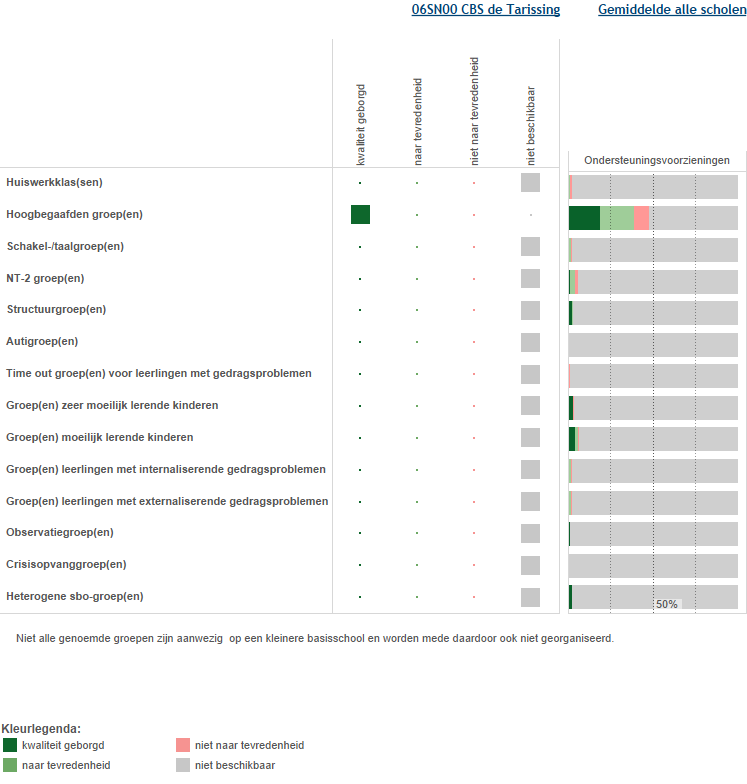 06SN00 CBS de Tarissing Gemiddelde alle scholen
kwaliteit geborgd
naar tevredenheid
niet naar tevredenheid
niet beschikbaar
Ondersteuningsvoorzieningen
Huiswerkklas(sen)
Hoogbegaafden groep(en)
Schakel-/taalgroep(en)
NT-2 groep(en)
Structuurgroep(en)
Autigroep(en)
Time out groep(en) voor leerlingen met gedragsproblemen
Groep(en) zeer moeilijk lerende kinderen
Groep(en) moeilijk lerende kinderen
Groep(en) leerlingen met internaliserende gedragsproblemen
Groep(en) leerlingen met externaliserende gedragsproblemen
Observatiegroep(en)
Crisisopvanggroep(en)
Heterogene sbo-groep(en)
50%
Niet alle genoemde groepen zijn aanwezig op een kleinere basisschool en worden mede daardoor ook niet georganiseerd.
Kleurlegenda:
kwaliteit geborgd niet naar tevredenheid
naar tevredenheid niet beschikbaar